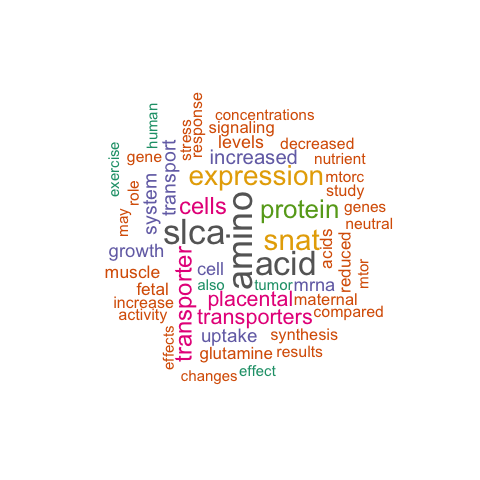 concentrations
signaling
levels
decreased
increased
nutrient
expression
mtorc
study
protein
genes
neutral
snat
acids
reduced
mtor
human
exercise
gene
stress
response
transport
system
role
may
cells
slca
amino
acid
growth
cell
muscle
also
tumor
mrna
fetal
placental
maternal
increase
transporter
transporters
compared
activity
uptake
synthesis
effects
glutamine
results
changes
effect